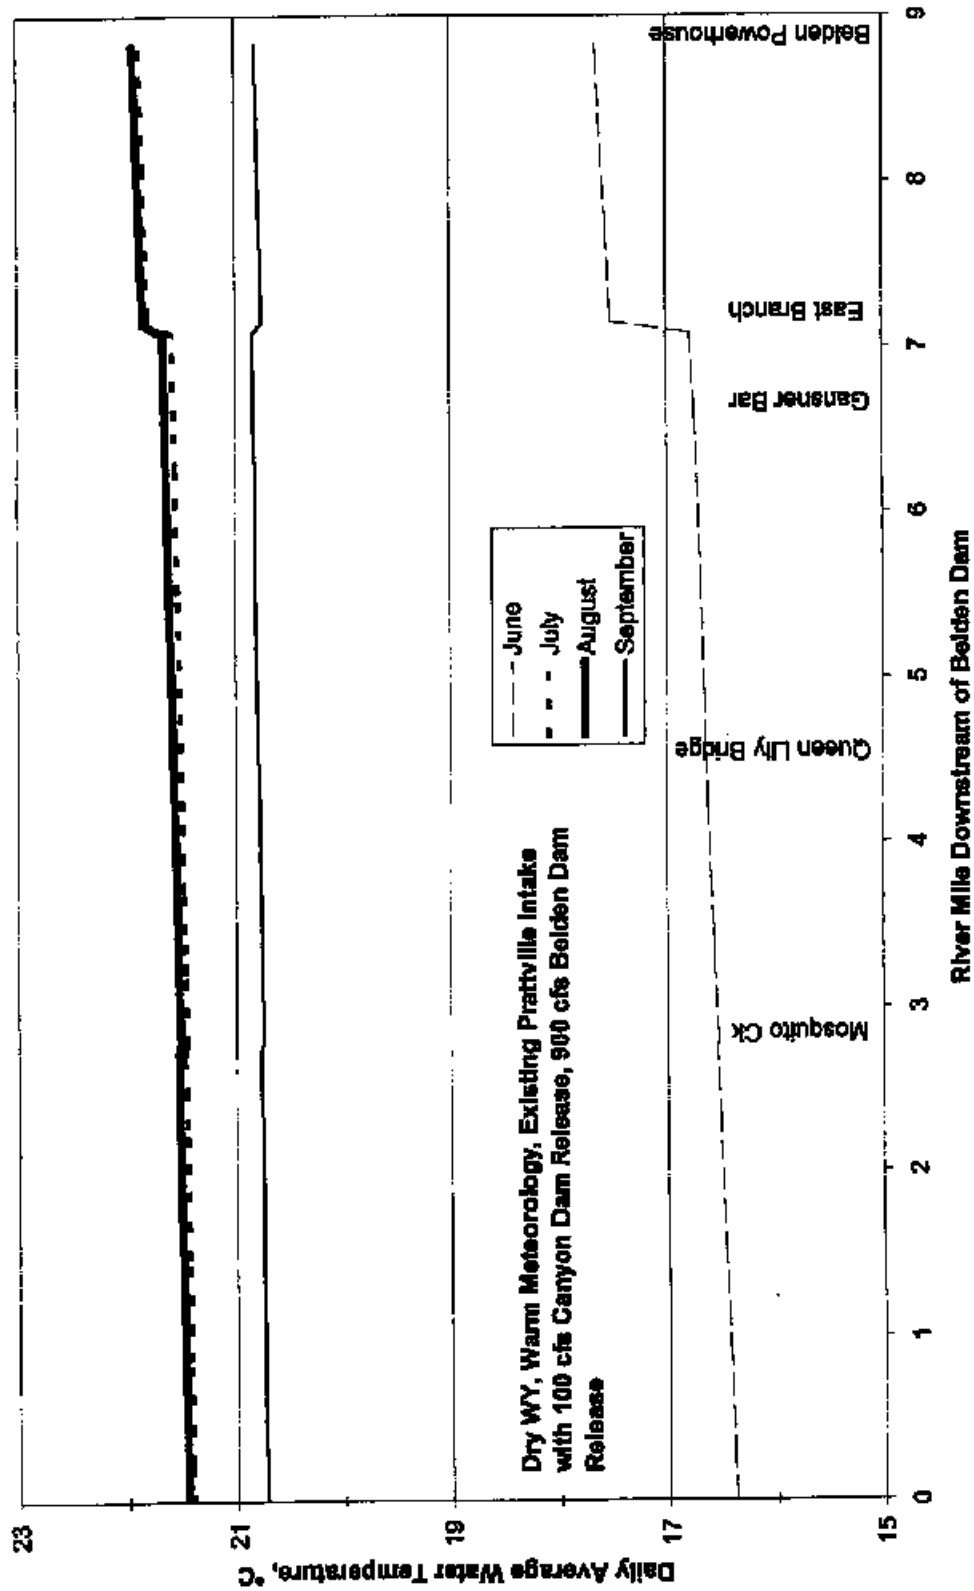 23
21
19
17
15
Daily Average Water Temperature, °C
Dry WY, Warm Meteorology, Existing Prattville Intake
with 100 cfs Canyon Dam Release, 900 cfs Belden Dam
Release
June
July
August
September
Mosquito Ck
Queen Lily Bridge
Gansner Bar
East Branch
Belden Powerhouse
0
1
2
3
4
5
6
7
8
9
River Mile Downstream of Belden Dam